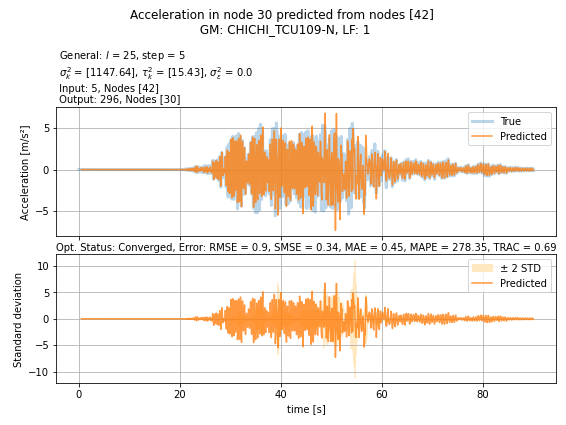 Acceleration in node 30 predicted from nodes [42]
GM: CHICHI_TCU109-N, LF: 1
General: l = 25, step = 5
σ²ₖ = [1147.64], τ²ₖ = [15.43], σ²ε = 0.0
Input: 5, Nodes [42]
Output: 296, Nodes [30]
Acceleration [m/s²]
5
0
−5
True
Predicted
Opt. Status: Converged, Error: RMSE = 0.9, SMSE = 0.34, MAE = 0.45, MAPE = 278.35, TRAC = 0.69
Standard deviation
10
5
0
−5
−10
± 2 STD
Predicted
0 20 40 60 80
time [s]